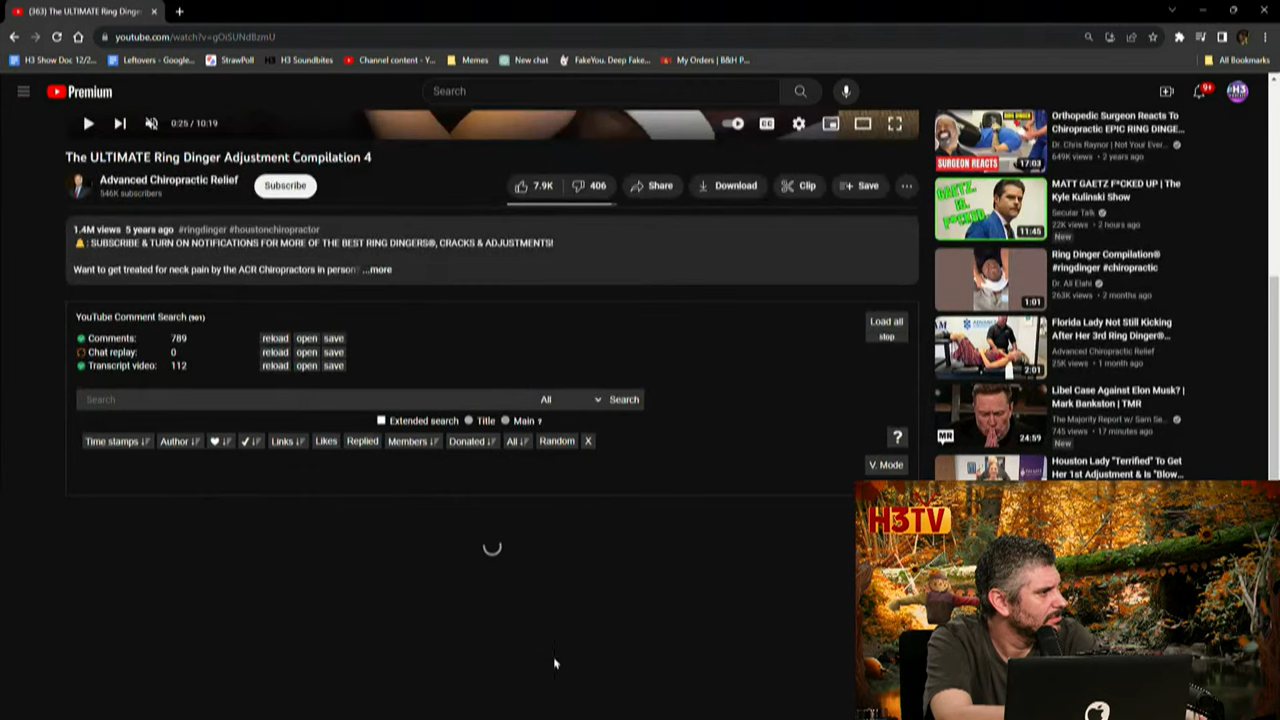 (363) The ULTIMATE Ring Dinge
youtube.com/watch?v=gOiSUNdBzmU
H3 Show Doc 12/2...
Leftovers - Google...
StrawPoll
H3 Soundbites
Channel content - Y...
Memes
New chat
FakeYou. Deep Fake...
My Orders | B&H P...
All Bookmarks
Premium
Search
9+
H3
0:25 / 10:19
The ULTIMATE Ring Dinger Adjustment Compilation 4
Advanced Chiropractic Relief
546K subscribers
Subscribe
7.9K
406
Share
Download
Clip
Save
1.4M views 5 years ago #ringdinger #houstonchiropractor
: SUBSCRIBE & TURN ON NOTIFICATIONS FOR MORE OF THE BEST RING DINGERS®, CRACKS & ADJUSTMENTS!
Want to get treated for neck pain by the ACR Chiropractors in person ...more
YouTube Comment Search (901)
Load all
stop
Comments: 789 reload open save
Chat replay: 0 reload open save
Transcript video: 112 reload open save
Search All Search
Extended search Title Main ?
Time stamps Author Links Likes Replied Members Donated All Random X
?
V. Mode
RING DINGER
SURGEON REACTS
17:03
Orthopedic Surgeon Reacts To
Chiropractic EPIC RING DINGE...
Dr. Chris Raynor | Not Your Ever...
649K views • 2 years ago
GAETZ.
IS.
F*CKED.
11:45
MATT GAETZ F*CKED UP | The
Kyle Kulinski Show
Secular Talk
22K views • 2 hours ago
New
1:01
Ring Dinger Compilation®
#ringdinger #chiropractic
Dr. Ali Elahi
263K views • 2 months ago
2:01
Florida Lady Not Still Kicking
After Her 3rd Ring Dinger®...
Advanced Chiropractic Relief
25K views • 1 month ago
24:59
Libel Case Against Elon Musk? |
Mark Bankston | TMR
The Majority Report w/ Sam Se...
745 views • 17 minutes ago
New
Houston Lady "Terrified" To Get
Her 1st Adjustment & Is "Blow...
H3TV